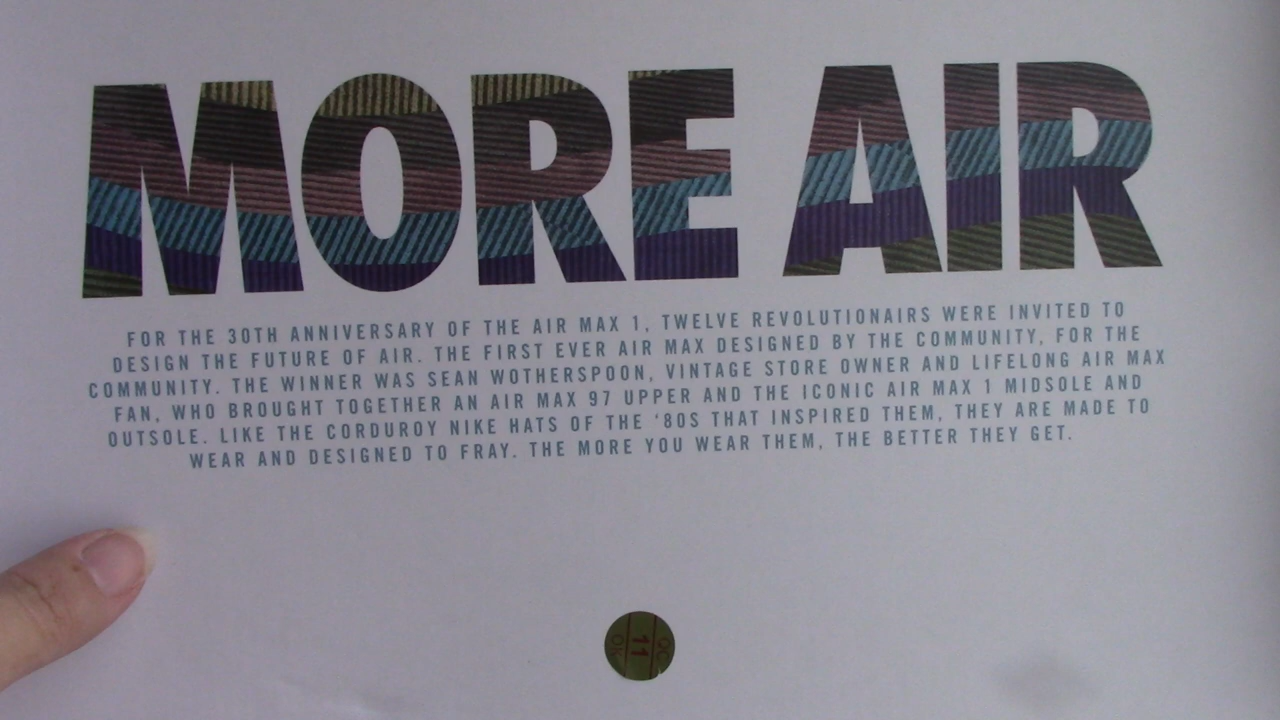 MORE AIR
FOR THE 30TH ANNIVERSARY OF THE AIR MAX 1, TWELVE REVOLUTIONAIRS WERE INVITED TO
DESIGN THE FUTURE OF AIR. THE FIRST EVER AIR MAX DESIGNED BY THE COMMUNITY, FOR THE
COMMUNITY. THE WINNER WAS SEAN WOTHERSPOON, VINTAGE STORE OWNER AND LIFELONG AIR MAX
FAN, WHO BROUGHT TOGETHER AN AIR MAX 97 UPPER AND THE ICONIC AIR MAX 1 MIDSOLE AND
OUTSOLE. LIKE THE CORDUROY NIKE HATS OF THE '80S THAT INSPIRED THEM, THEY ARE MADE TO
WEAR AND DESIGNED TO FRAY. THE MORE YOU WEAR THEM, THE BETTER THEY GET.
QC
11
OK